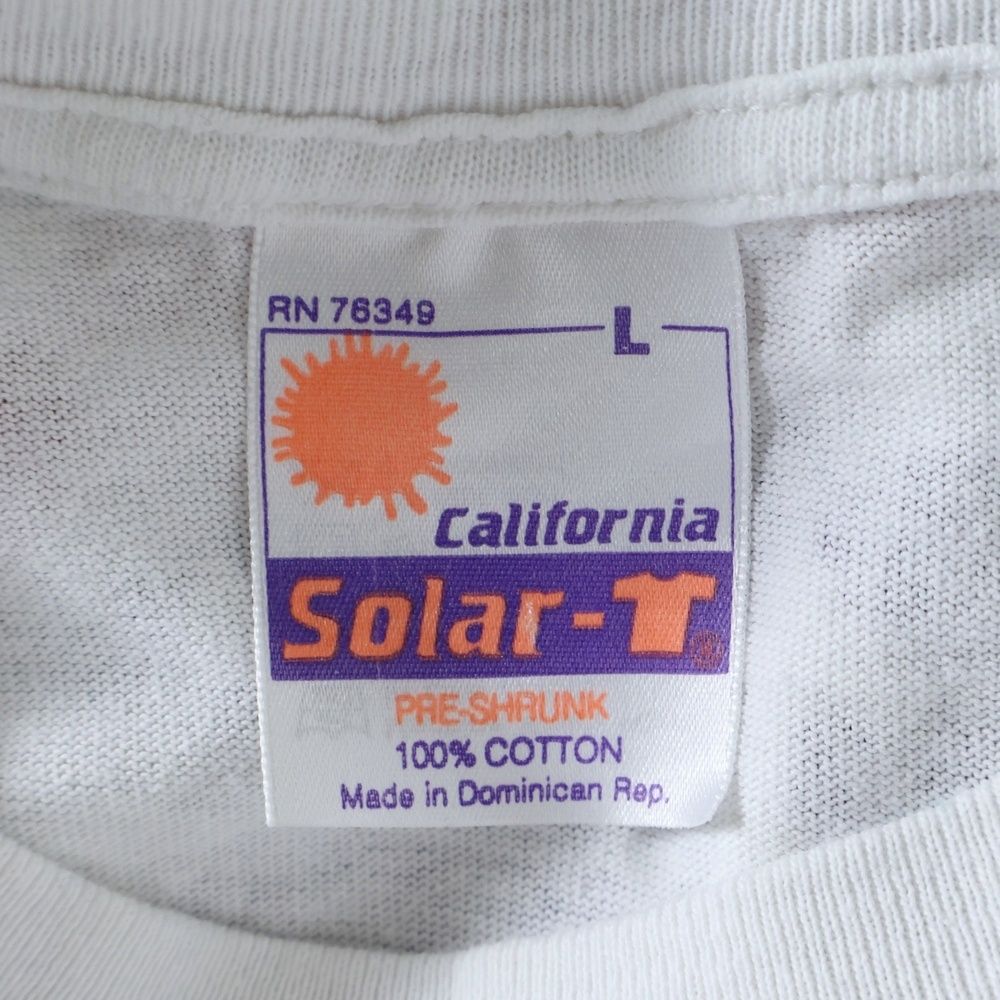 RN 76349
L
California
Solar-T
PRE-SHRUNK
100% COTTON
Made in Dominican Rep.